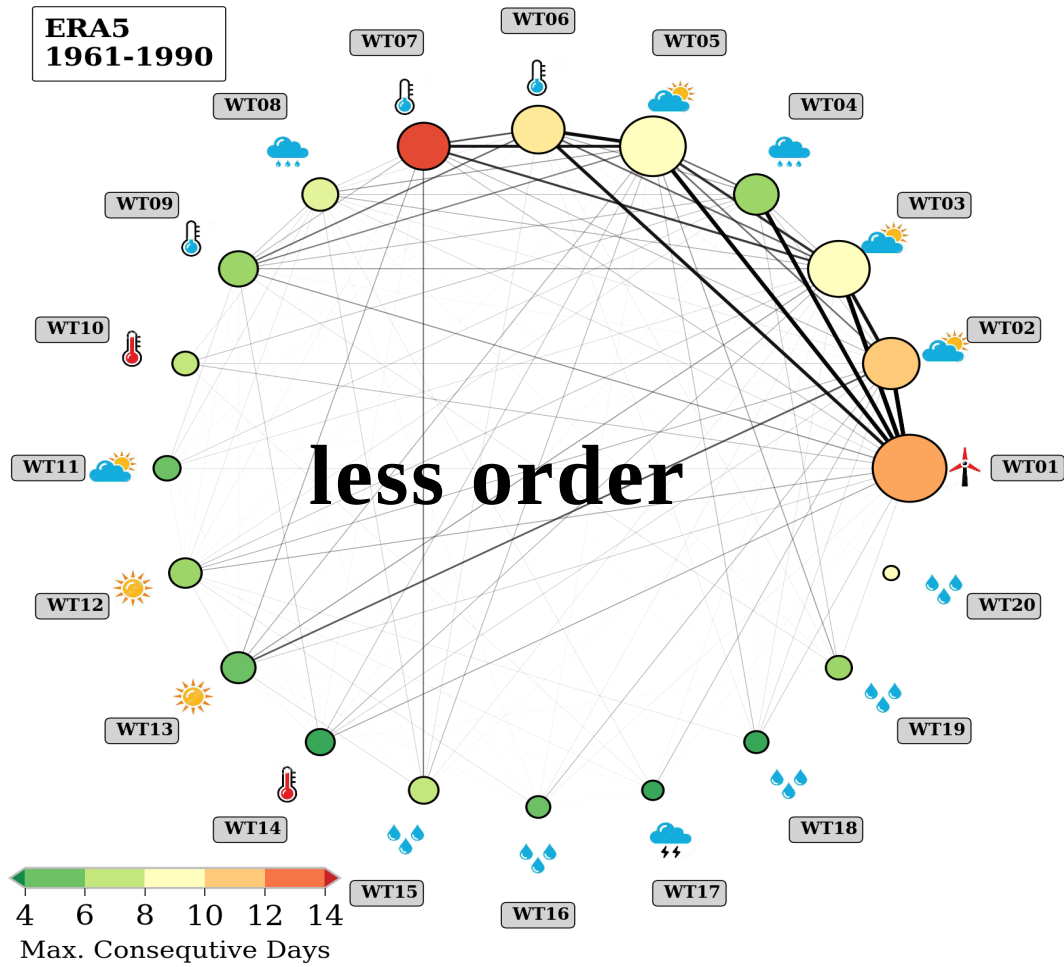 ERA5
1961-1990
WT06
WT07
WT05
WT08
WT04
WT09
WT03
WT10
WT02
less order
WT11
WT01
WT12
WT20
WT13
WT19
WT14
WT18
WT15
WT17
WT16
4 6 8 10 12 14
Max. Consequtive Days